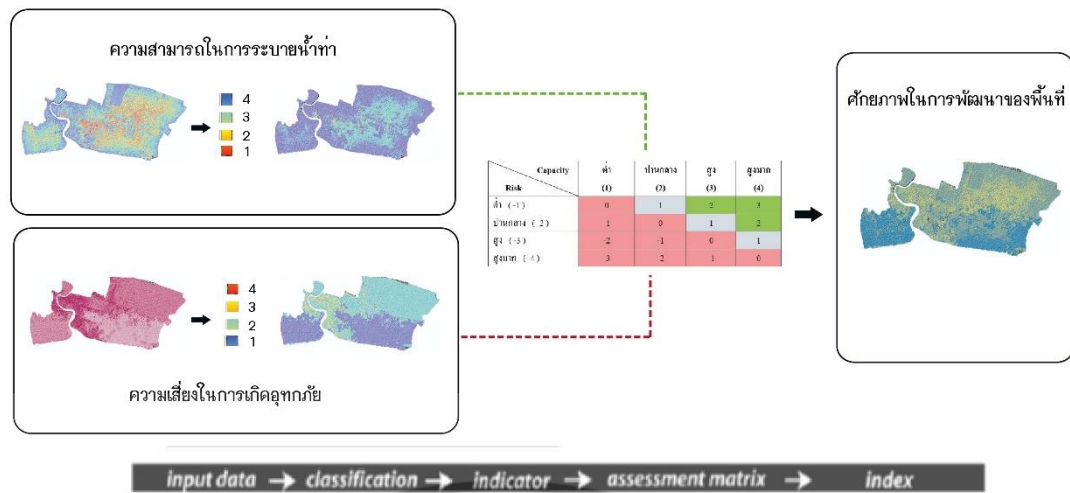 ความสามารถในการระบายน้ำท่า
4
3
2
1
ความเสี่ยงในการเกิดอุทกภัย
4
3
2
1
Capacity ต่ำ ปานกลาง สูง สูงมาก
Risk (1) (2) (3) (4)
ต่ำ (-1) 0 1 2 3
ปานกลาง (-2) 1 0 1 2
สูง (-3) -2 -1 0 1
สูงมาก (-4) 3 2 1 0
ศักยภาพในการพัฒนาของพื้นที่
input data → classification → indicator → assessment matrix → index